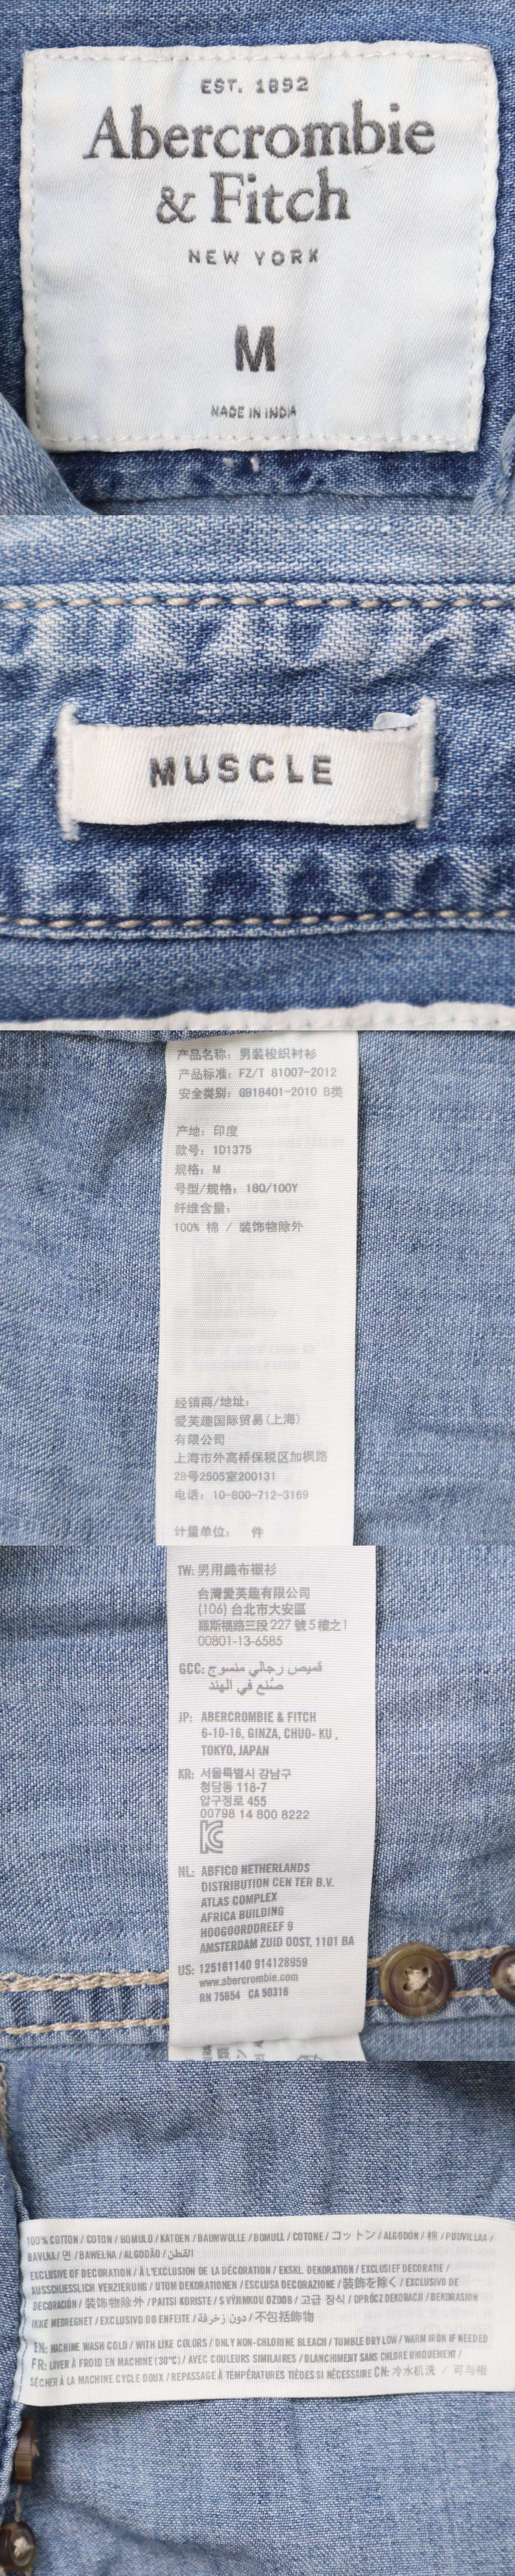 EST. 1892
Abercrombie
& Fitch
NEW YORK
M
MADE IN INDIA
MUSCLE
产品名称: 男装梭织衬衫
产品标准: FZ/T 81007-2012
安全类别: GB18401-2010 B类
产地: 印度
款号: 1D1375
规格: M
号型/规格: 180/100Y
纤维含量:
100% 棉 / 装饰物除外
经销商/地址:
爱芙趣国际贸易(上海)
有限公司
上海市外高桥保税区加枫路
28号2505室200131
电话: 10-800-712-3169
计量单位: 件
TW: 男用織布襯衫
台灣愛芙趣有限公司
(106) 台北市大安區
羅斯福路三段 227 號 5 樓之1
00801-13-6585
GCC: قميص رجالي منسوج
صنع في الهند
JP: ABERCROMBIE & FITCH
6-10-16, GINZA, CHUO- KU ,
TOKYO, JAPAN
KR: 서울특별시 강남구
청담동 118-7
압구정로 455
00798 14 800 8222
NL: ABFICO NETHERLANDS
DISTRIBUTION CEN TER B.V.
ATLAS COMPLEX
AFRICA BUILDING
HOOGOORDDREEF 9
AMSTERDAM ZUID OOST, 1101 BA
US: 125181140 914128959
www.abercrombie.com
RN 75654 CA 50316
100% COTTON / COTON / BOMULD / KATOEN / BAUMWOLLE / BOMULL / COTONE / コットン / ALGODÓN / 棉 / PUUVILLAA /
BAVLNA / 면 / BAWEŁNA / ALGODÃO / القطن
EXCLUSIVE OF DECORATION / À L'EXCLUSION DE LA DÉCORATION / EKSKL. DEKORATION / EXCLUSIEF DECORATIE /
AUSSCHLIESSLICH VERZIERUNG / UTOM DEKORATIONEN / ESCLUSA DECORAZIONE / 装飾を除く / EXCLUSIVO DE
DECORACIÓN / 装饰物除外 / PAITSI KORISTE / S VÝJIMKOU OZDOB / 고급 장식 / OPRÓCZ DEKORACJI / DEKORASJON
IKKE MEDREGNET / EXCLUSIVO DO ENFEITE / دون زخرفة / 不包括飾物
EN: MACHINE WASH COLD / WITH LIKE COLORS / ONLY NON-CHLORINE BLEACH / TUMBLE DRY LOW / WARM IRON IF NEEDED
FR: LAVER À FROID EN MACHINE (30°C) / AVEC COULEURS SIMILAIRES / BLANCHIMENT SANS CHLORE UNIQUEMENT /
SÉCHER À LA MACHINE CYCLE DOUX / REPASSAGE À TEMPÉRATURES TIÈDES SI NÉCESSAIRE CN: 冷水机洗 / 可与相